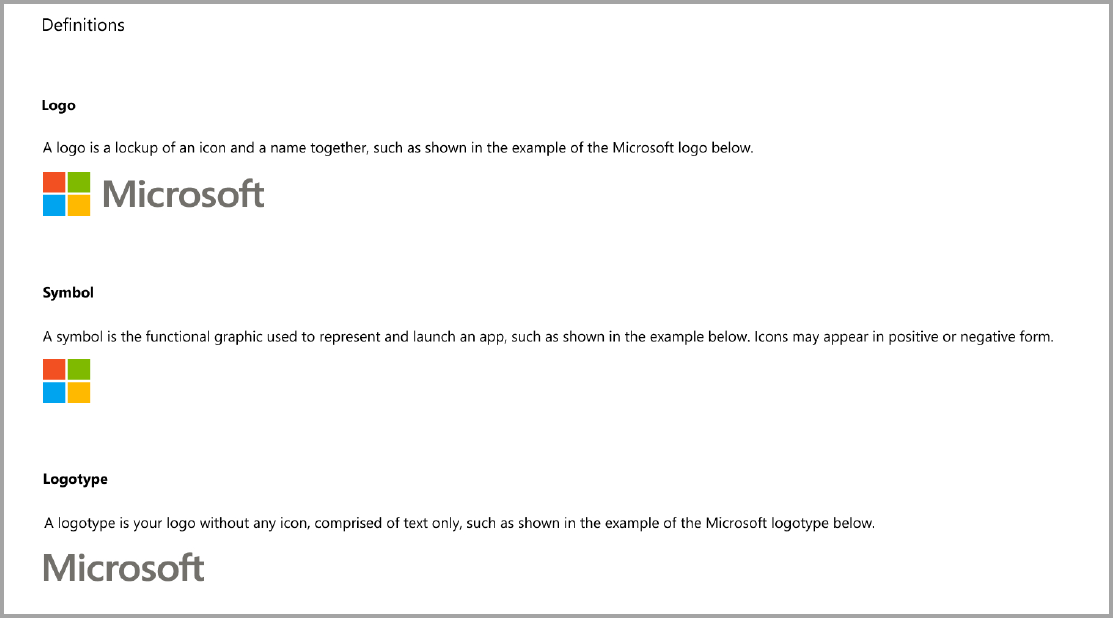 Definitions
Logo
A logo is a lockup of an icon and a name together, such as shown in the example of the Microsoft logo below.
Microsoft
Symbol
A symbol is the functional graphic used to represent and launch an app, such as shown in the example below. Icons may appear in positive or negative form.
Logotype
A logotype is your logo without any icon, comprised of text only, such as shown in the example of the Microsoft logotype below.
Microsoft